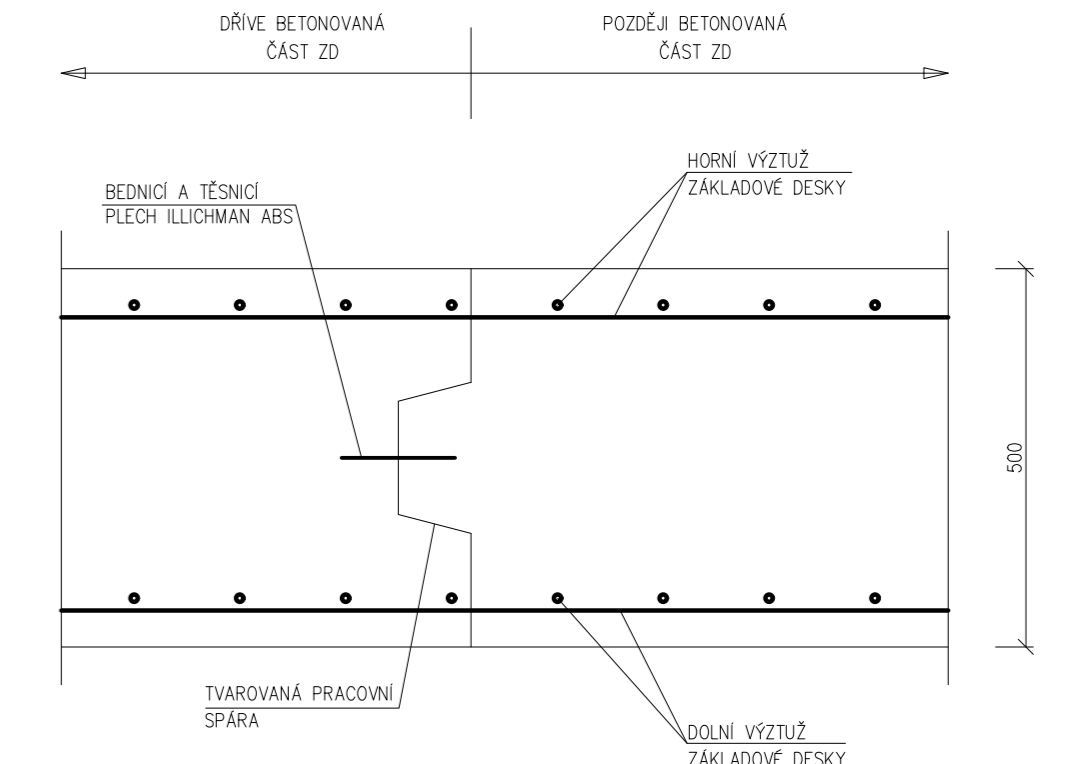 DŘÍVE BETONOVANÁ
ČÁST ZD
POZDĚJI BETONOVANÁ
ČÁST ZD
HORNÍ VÝZTUŽ
ZÁKLADOVÉ DESKY
BEDNICÍ A TĚSNICÍ
PLECH ILLICHMAN ABS
500
TVAROVANÁ PRACOVNÍ
SPÁRA
DOLNÍ VÝZTUŽ
ZÁKLADOVÉ DESKY